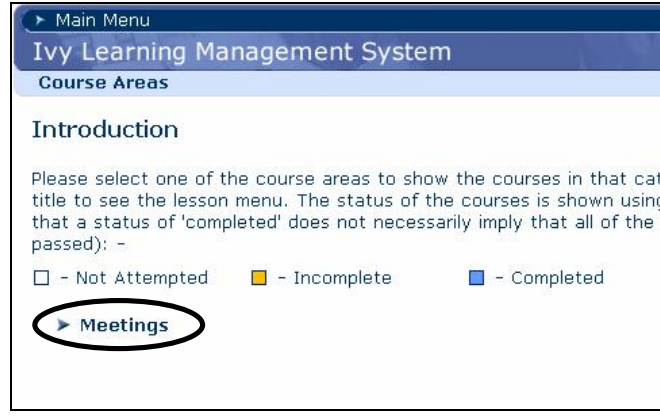 Main Menu
Ivy Learning Management System
Course Areas
Introduction
Please select one of the course areas to show the courses in that cat
title to see the lesson menu. The status of the courses is shown using
that a status of 'completed' does not necessarily imply that all of the
passed): -
- Not Attempted - Incomplete - Completed
Meetings